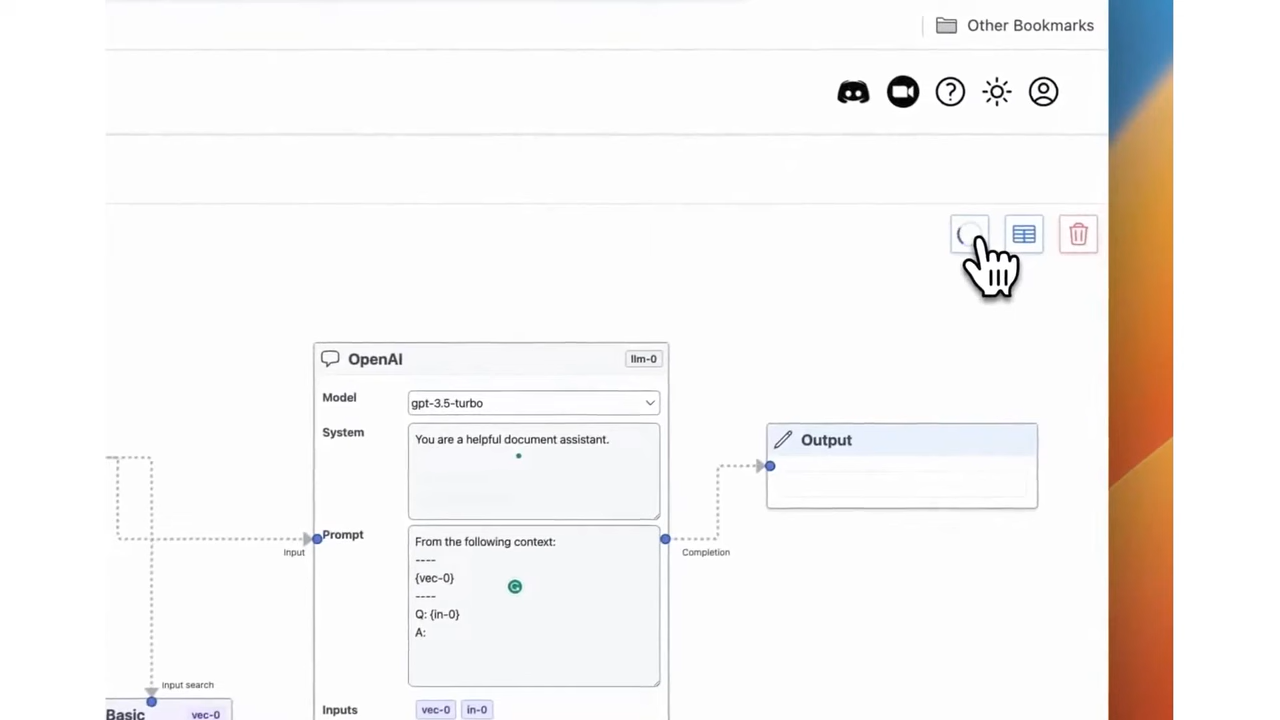 Other Bookmarks
OpenAI
llm-0
Model
gpt-3.5-turbo
System
You are a helpful document assistant.
Output
Prompt
From the following context:
----
{vec-0}
----
Q: {in-0}
A:
Input
Completion
Input search
Inputs
vec-0
in-0
Basic
vec-0